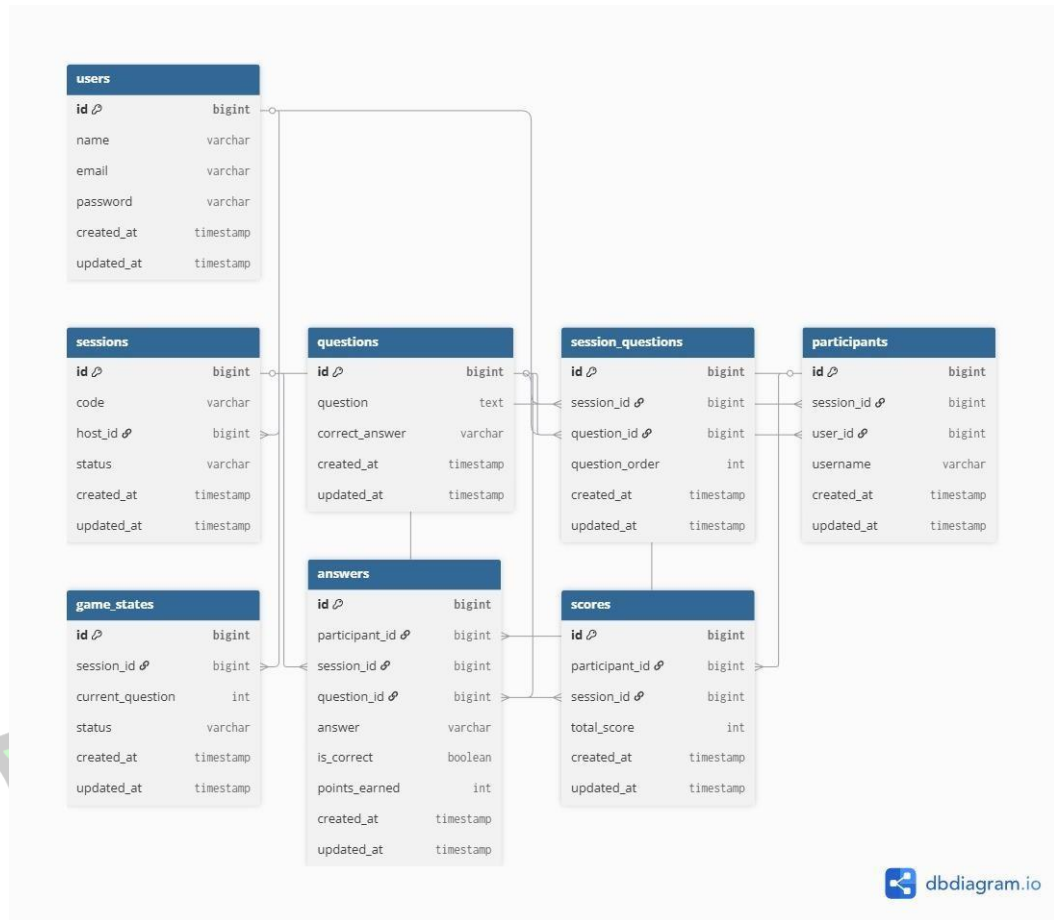 users
id bigint
name varchar
email varchar
password varchar
created_at timestamp
updated_at timestamp
sessions
id bigint
code varchar
host_id bigint
status varchar
created_at timestamp
updated_at timestamp
questions
id bigint
question text
correct_answer varchar
created_at timestamp
updated_at timestamp
session_questions
id bigint
session_id bigint
question_id bigint
question_order int
created_at timestamp
updated_at timestamp
participants
id bigint
session_id bigint
user_id bigint
username varchar
created_at timestamp
updated_at timestamp
game_states
id bigint
session_id bigint
current_question int
status varchar
created_at timestamp
updated_at timestamp
answers
id bigint
participant_id bigint
session_id bigint
question_id bigint
answer varchar
is_correct boolean
points_earned int
created_at timestamp
updated_at timestamp
scores
id bigint
participant_id bigint
session_id bigint
total_score int
created_at timestamp
updated_at timestamp
dbdiagram.io